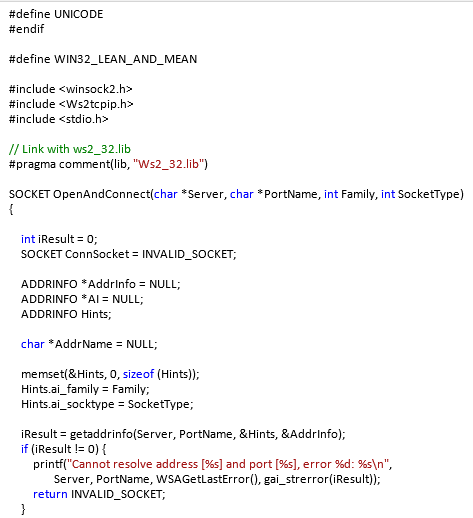 #define UNICODE
#endif
#define WIN32_LEAN_AND_MEAN
#include <winsock2.h>
#include <Ws2tcpip.h>
#include <stdio.h>
// Link with ws2_32.lib
#pragma comment(lib, "Ws2_32.lib")
SOCKET OpenAndConnect(char *Server, char *PortName, int Family, int SocketType)
{
int iResult = 0;
SOCKET ConnSocket = INVALID_SOCKET;
ADDRINFO *AddrInfo = NULL;
ADDRINFO *AI = NULL;
ADDRINFO Hints;
char *AddrName = NULL;
memset(&Hints, 0, sizeof (Hints));
Hints.ai_family = Family;
Hints.ai_socktype = SocketType;
iResult = getaddrinfo(Server, PortName, &Hints, &AddrInfo);
if (iResult != 0) {
printf("Cannot resolve address [%s] and port [%s], error %d: %s\n",
Server, PortName, WSAGetLastError(), gai_strerror(iResult));
return INVALID_SOCKET;
}